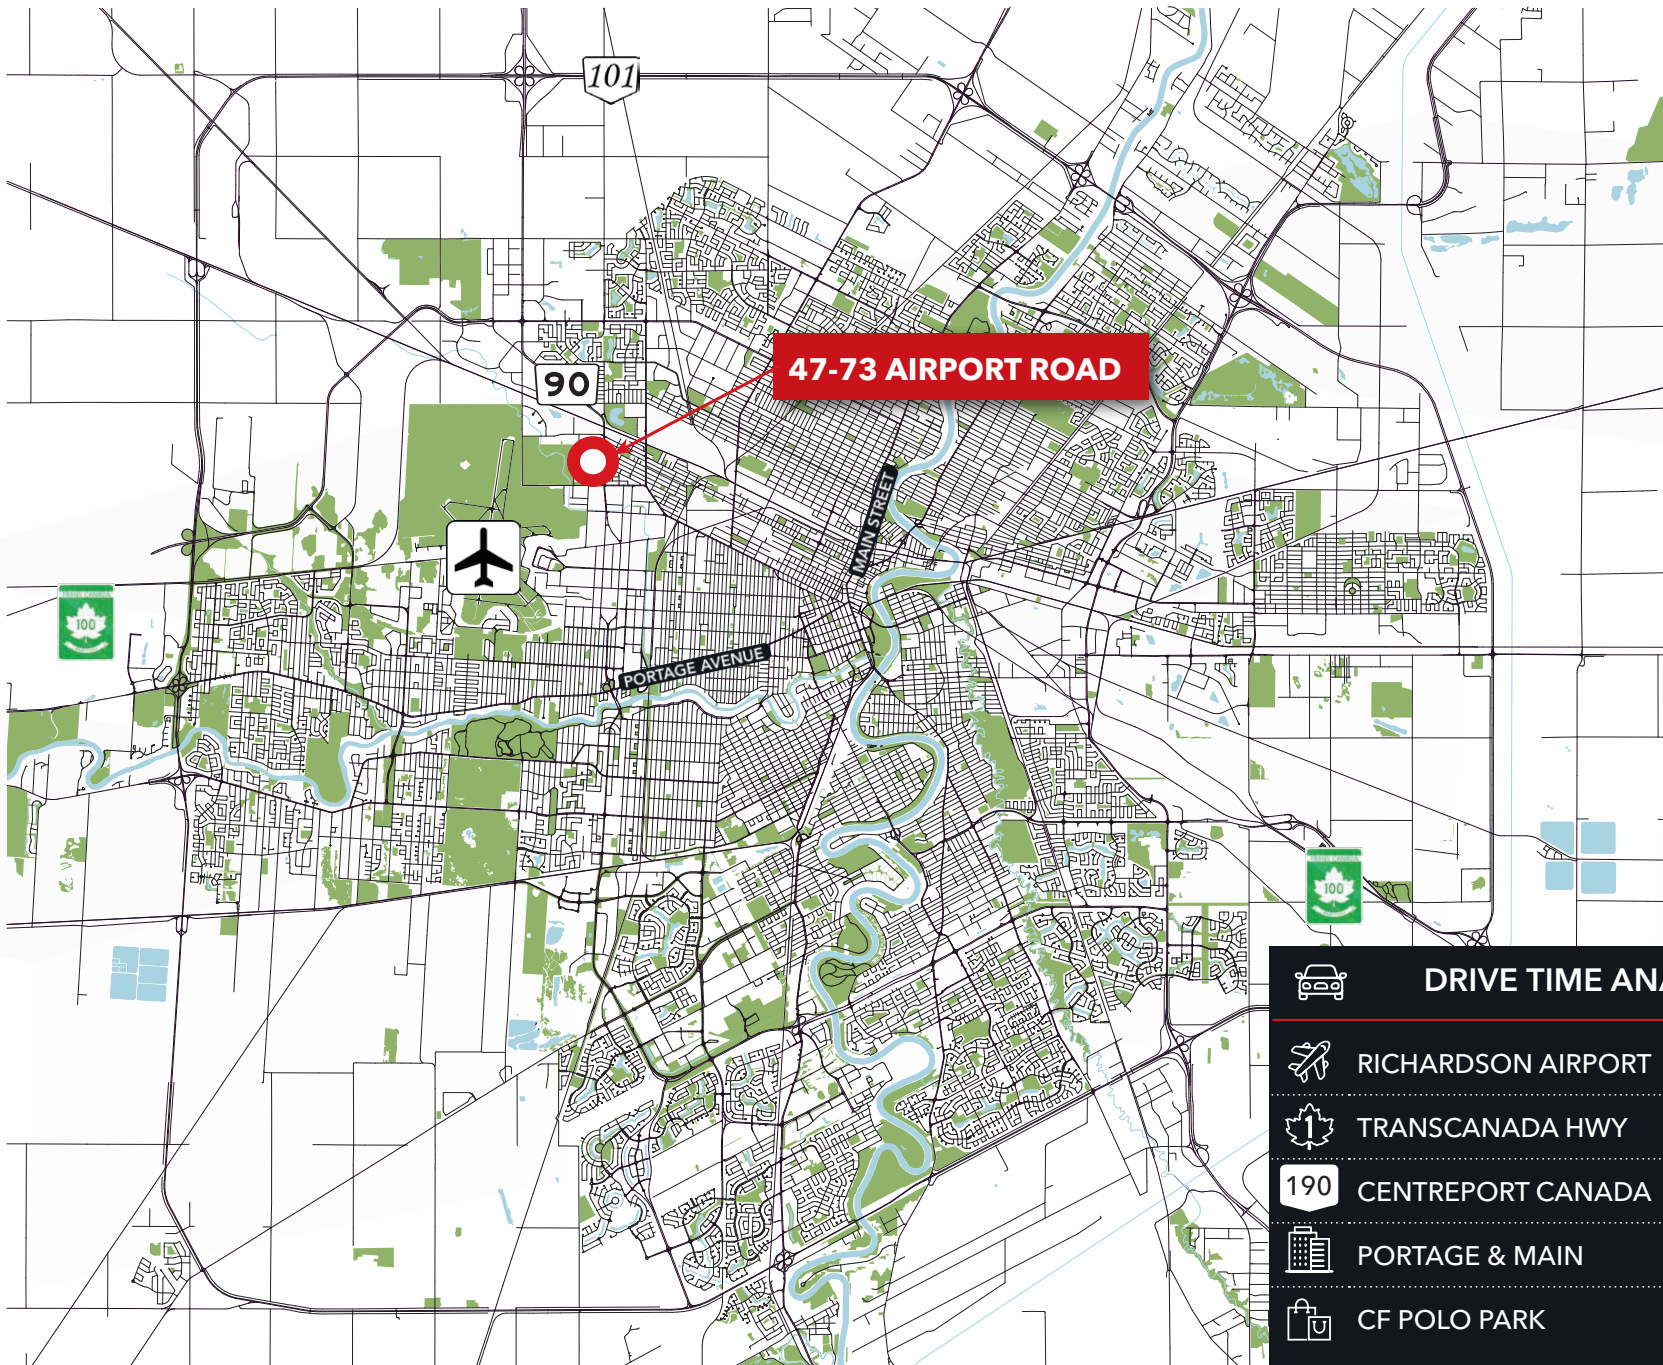 101
47-73 AIRPORT ROAD
90
MAIN STREET
100
PORTAGE AVENUE
100
DRIVE TIME ANA
RICHARDSON AIRPORT
1 TRANSCANADA HWY
190 CENTREPORT CANADA
PORTAGE & MAIN
CF POLO PARK